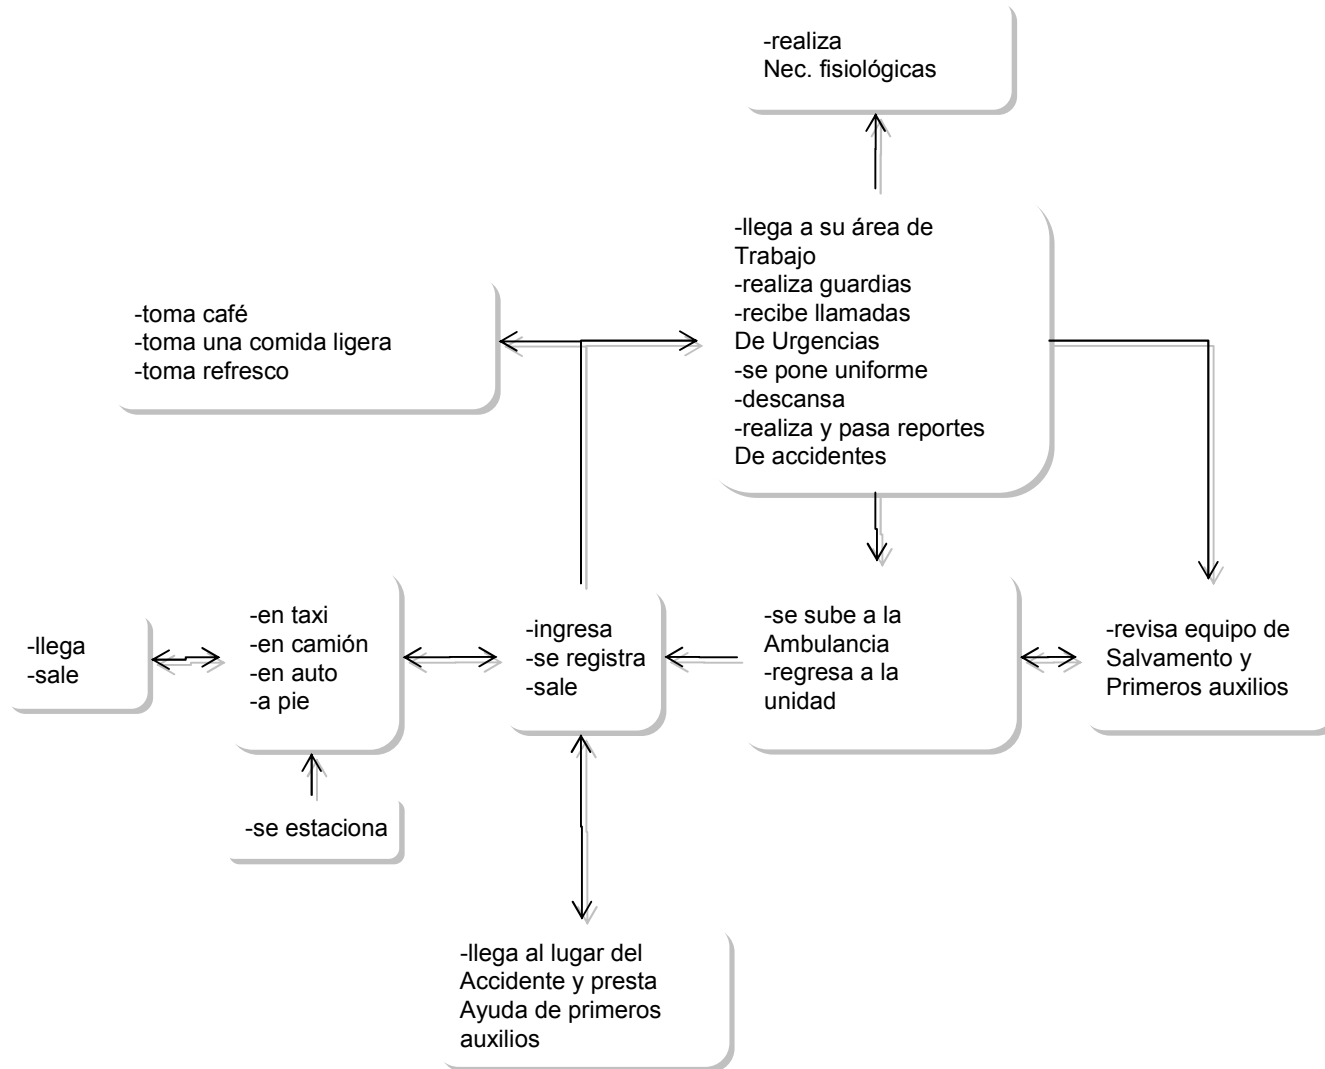 -realiza
Nec. fisiológicas
-llega a su área de
Trabajo
-realiza guardias
-recibe llamadas
De Urgencias
-se pone uniforme
-descansa
-realiza y pasa reportes
De accidentes
-toma café
-toma una comida ligera
-toma refresco
-llega
-sale
-en taxi
-en camión
-en auto
-a pie
-ingresa
-se registra
-sale
-se sube a la
Ambulancia
-regresa a la
unidad
-revisa equipo de
Salvamento y
Primeros auxilios
-se estaciona
-llega al lugar del
Accidente y presta
Ayuda de primeros
auxilios